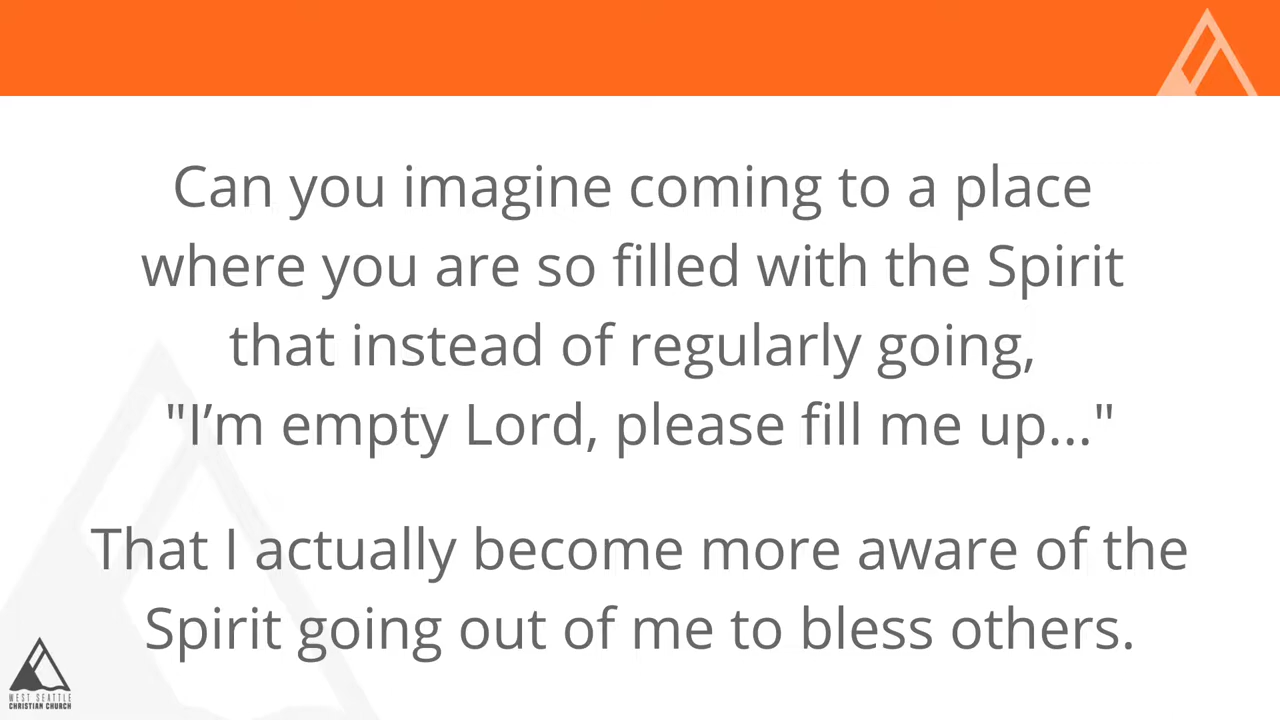 Can you imagine coming to a place
where you are so filled with the Spirit
that instead of regularly going,
"I’m empty Lord, please fill me up..."
That I actually become more aware of the
Spirit going out of me to bless others.
WEST SEATTLE
CHRISTIAN CHURCH